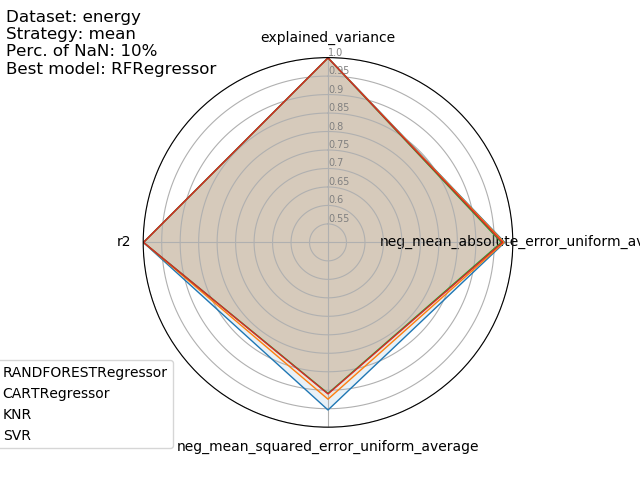 Dataset: energy
Strategy: mean
Perc. of NaN: 10%
Best model: RFRegressor
explained_variance
1.0
0.95
0.9
0.85
0.8
0.75
0.7
0.65
0.6
0.55
r2
neg_mean_absolute_error_uniform_av
RANDFORESTRegressor
CARTRegressor
KNR
SVR
neg_mean_squared_error_uniform_average